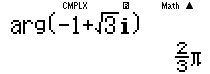 CMPLX R Math ▲
arg(-1+√3i)
2/3π